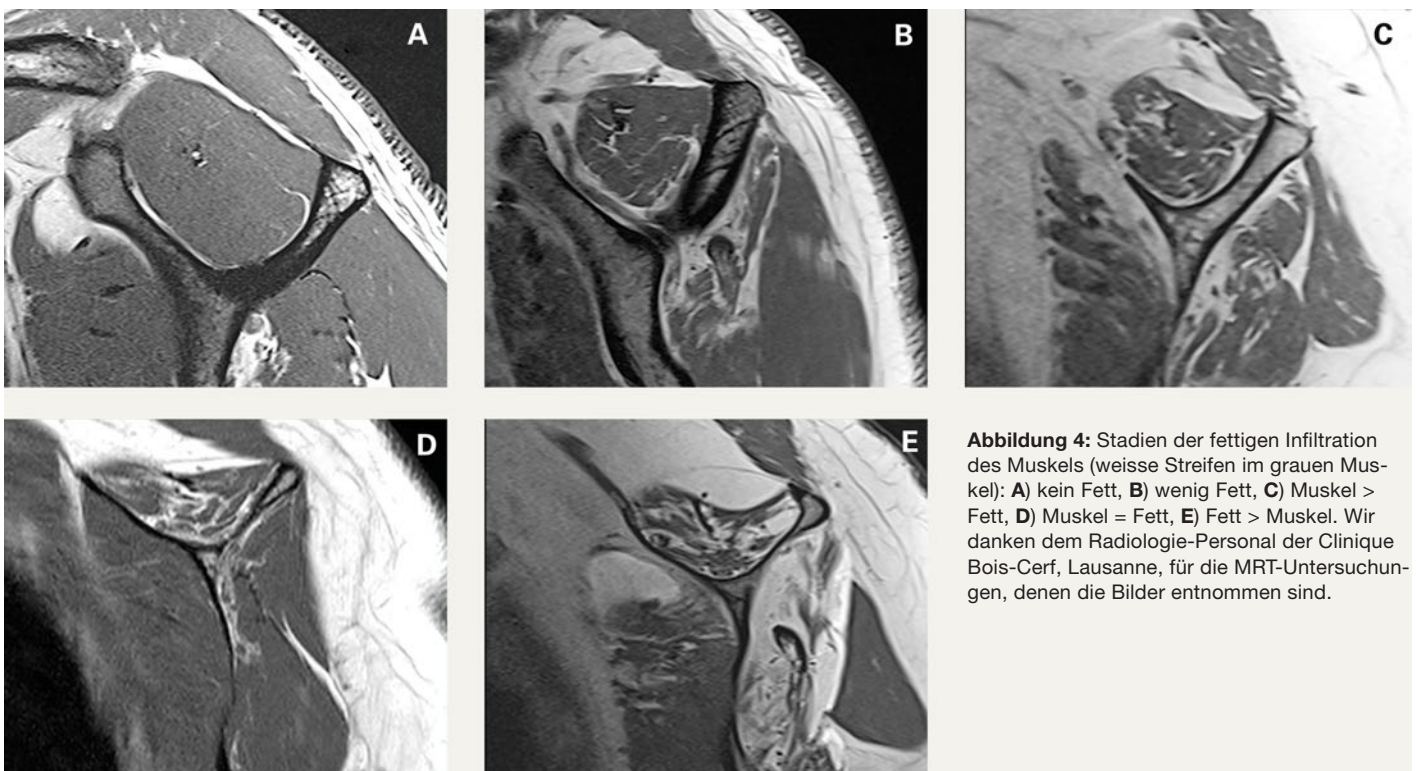 A
B
C
D
E
Abbildung 4: Stadien der fettigen Infiltration
des Muskels (weisse Streifen im grauen Mus-
kel): A) kein Fett, B) wenig Fett, C) Muskel >
Fett, D) Muskel = Fett, E) Fett > Muskel. Wir
danken dem Radiologie-Personal der Clinique
Bois-Cerf, Lausanne, für die MRT-Untersuchun-
gen, denen die Bilder entnommen sind.